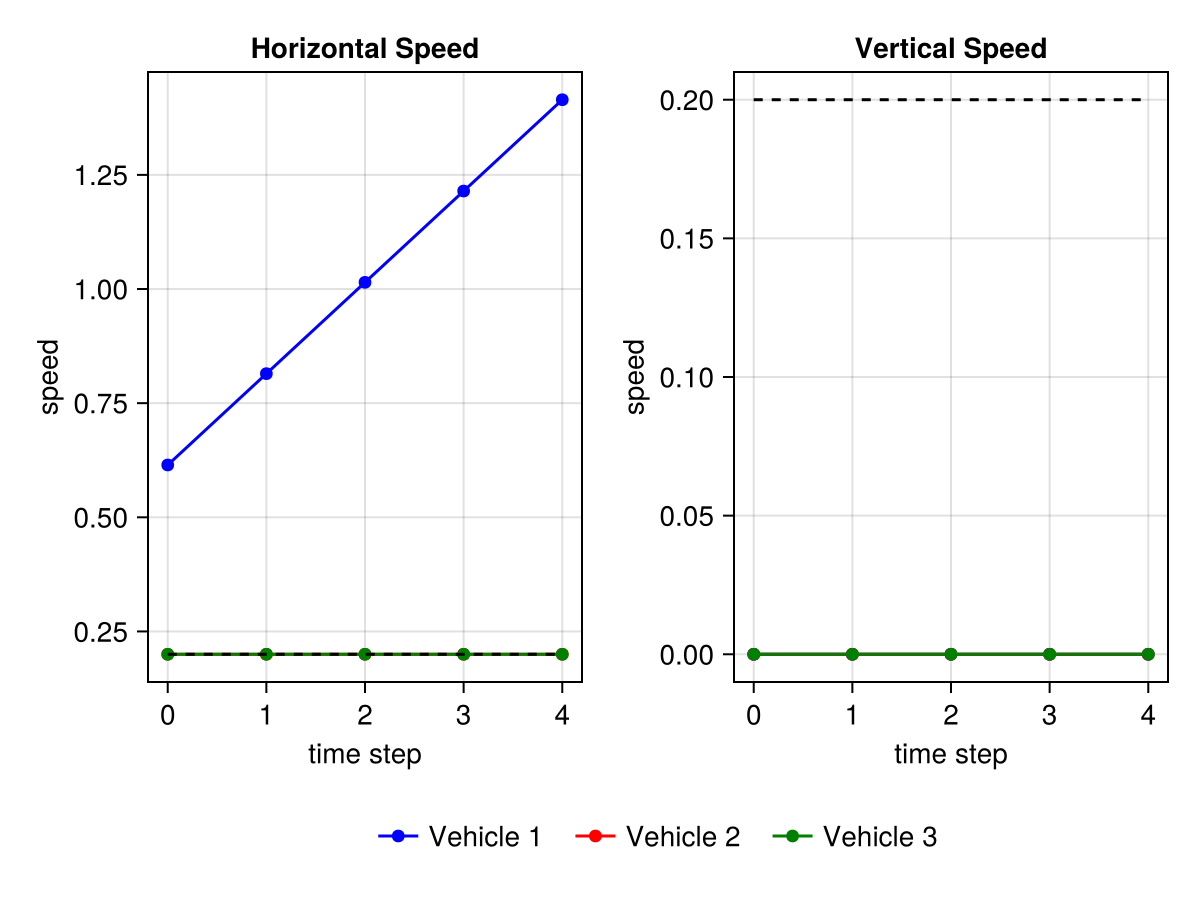 Horizontal Speed
1.25
1.00
0.75
0.50
0.25
speed
0 1 2 3 4
time step
Vertical Speed
0.20
0.15
0.10
0.05
0.00
speed
0 1 2 3 4
time step
Vehicle 1 Vehicle 2 Vehicle 3